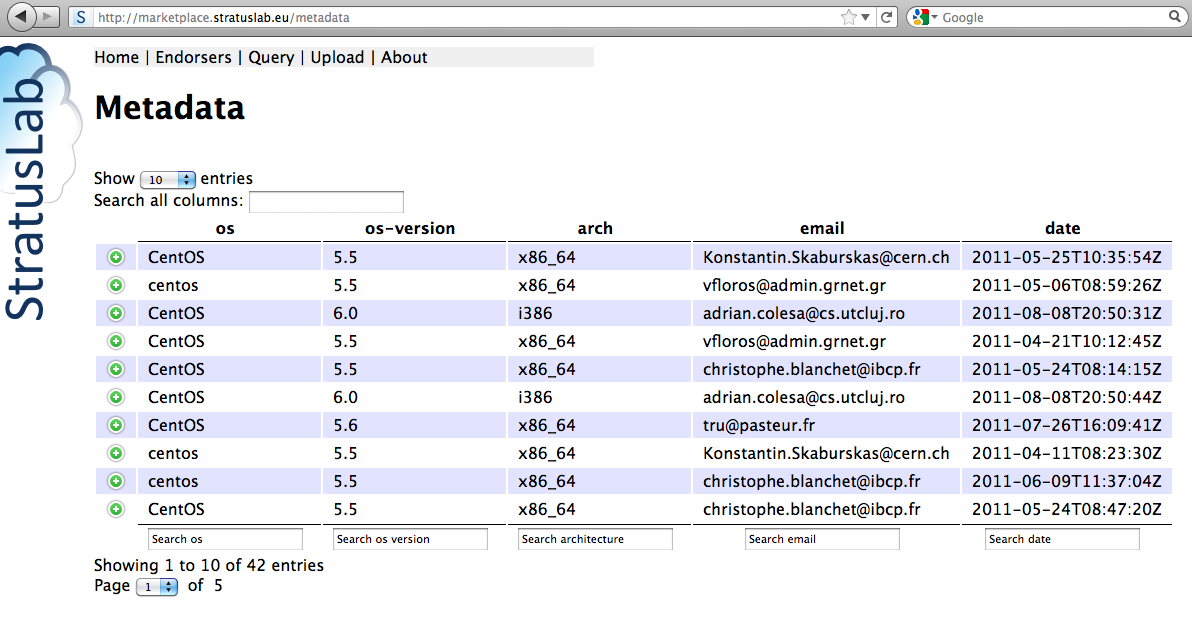 S http://marketplace.stratuslab.eu/metadata Google
StratusLab
Home | Endorsers | Query | Upload | About
Metadata
Show 10 entries
Search all columns:
os os-version arch email date
CentOS 5.5 x86_64 Konstantin.Skaburskas@cern.ch 2011-05-25T10:35:54Z
centos 5.5 x86_64 vfloros@admin.grnet.gr 2011-05-06T08:59:26Z
CentOS 6.0 i386 adrian.colesa@cs.utcluj.ro 2011-08-08T20:50:31Z
CentOS 5.5 x86_64 vfloros@admin.grnet.gr 2011-04-21T10:12:45Z
CentOS 5.5 x86_64 christophe.blanchet@ibcp.fr 2011-05-24T08:14:15Z
CentOS 6.0 i386 adrian.colesa@cs.utcluj.ro 2011-08-08T20:50:44Z
CentOS 5.6 x86_64 tru@pasteur.fr 2011-07-26T16:09:41Z
centos 5.5 x86_64 Konstantin.Skaburskas@cern.ch 2011-04-11T08:23:30Z
centos 5.5 x86_64 christophe.blanchet@ibcp.fr 2011-06-09T11:37:04Z
CentOS 5.5 x86_64 christophe.blanchet@ibcp.fr 2011-05-24T08:47:20Z
Search os Search os version Search architecture Search email Search date
Showing 1 to 10 of 42 entries
Page 1 of 5